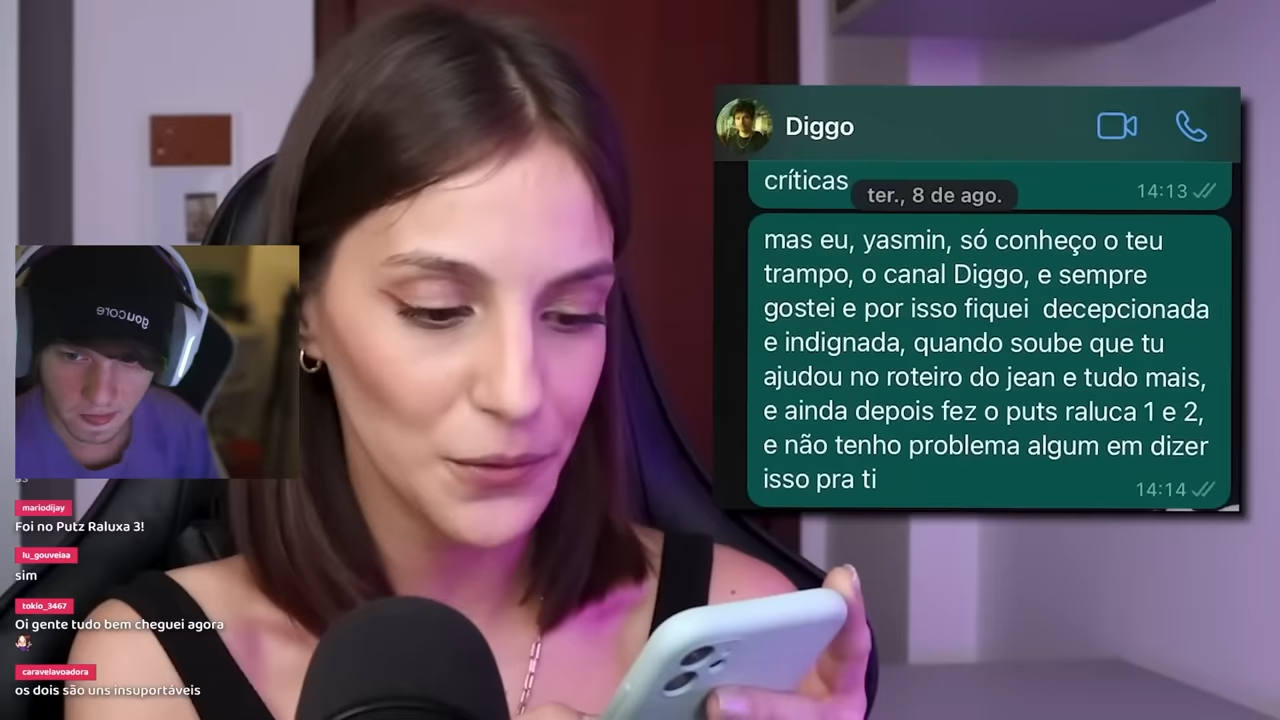 Diggo
críticas
14:13
ter., 8 de ago.
mas eu, yasmin, só conheço o teu
trampo, o canal Diggo, e sempre
gostei e por isso fiquei decepcionada
e indignada, quando soube que tu
ajudou no roteiro do jean e tudo mais,
e ainda depois fez o puts raluca 1 e 2,
e não tenho problema algum em dizer
isso pra ti
14:14
goncore
mariodijay
Foi no Putz Raluxa 3!
lu_gouveiaa
sim
tokio_3467
Oi gente tudo bem cheguei agora
caravelavoadora
os dois são uns insuportáveis